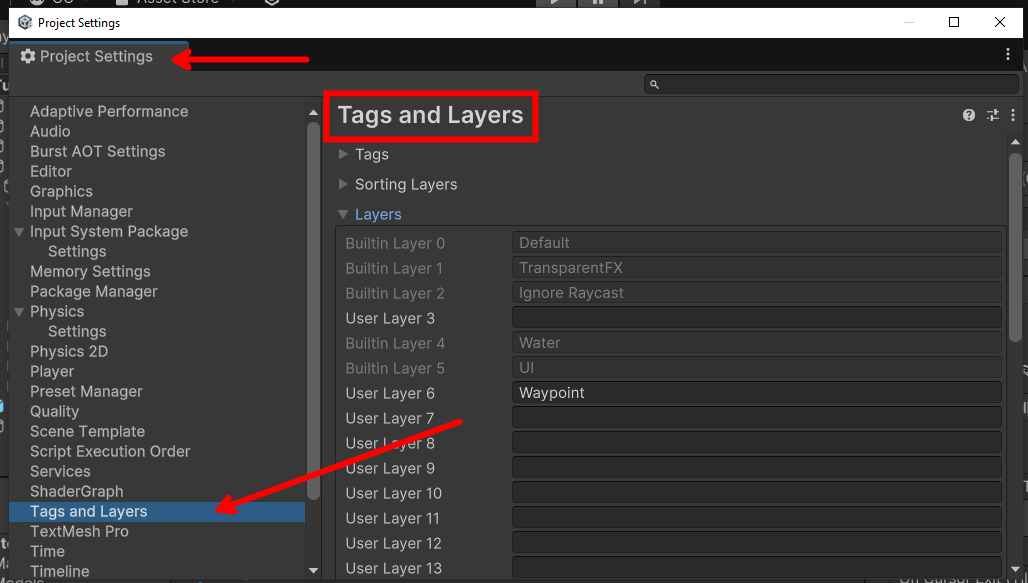 Asset Store
Project Settings
Project Settings
Adaptive Performance
Audio
Burst AOT Settings
Editor
Graphics
Input Manager
Input System Package
Settings
Memory Settings
Package Manager
Physics
Settings
Physics 2D
Player
Preset Manager
Quality
Scene Template
Script Execution Order
Services
ShaderGraph
Tags and Layers
TextMesh Pro
Time
Timeline
Tags and Layers
Tags
Sorting Layers
Layers
Builtin Layer 0 Default
Builtin Layer 1 TransparentFX
Builtin Layer 2 Ignore Raycast
User Layer 3
Builtin Layer 4 Water
Builtin Layer 5 UI
User Layer 6 Waypoint
User Layer 7
User Layer 8
User Layer 9
User Layer 10
User Layer 11
User Layer 12
User Layer 13
On Cursor Exit